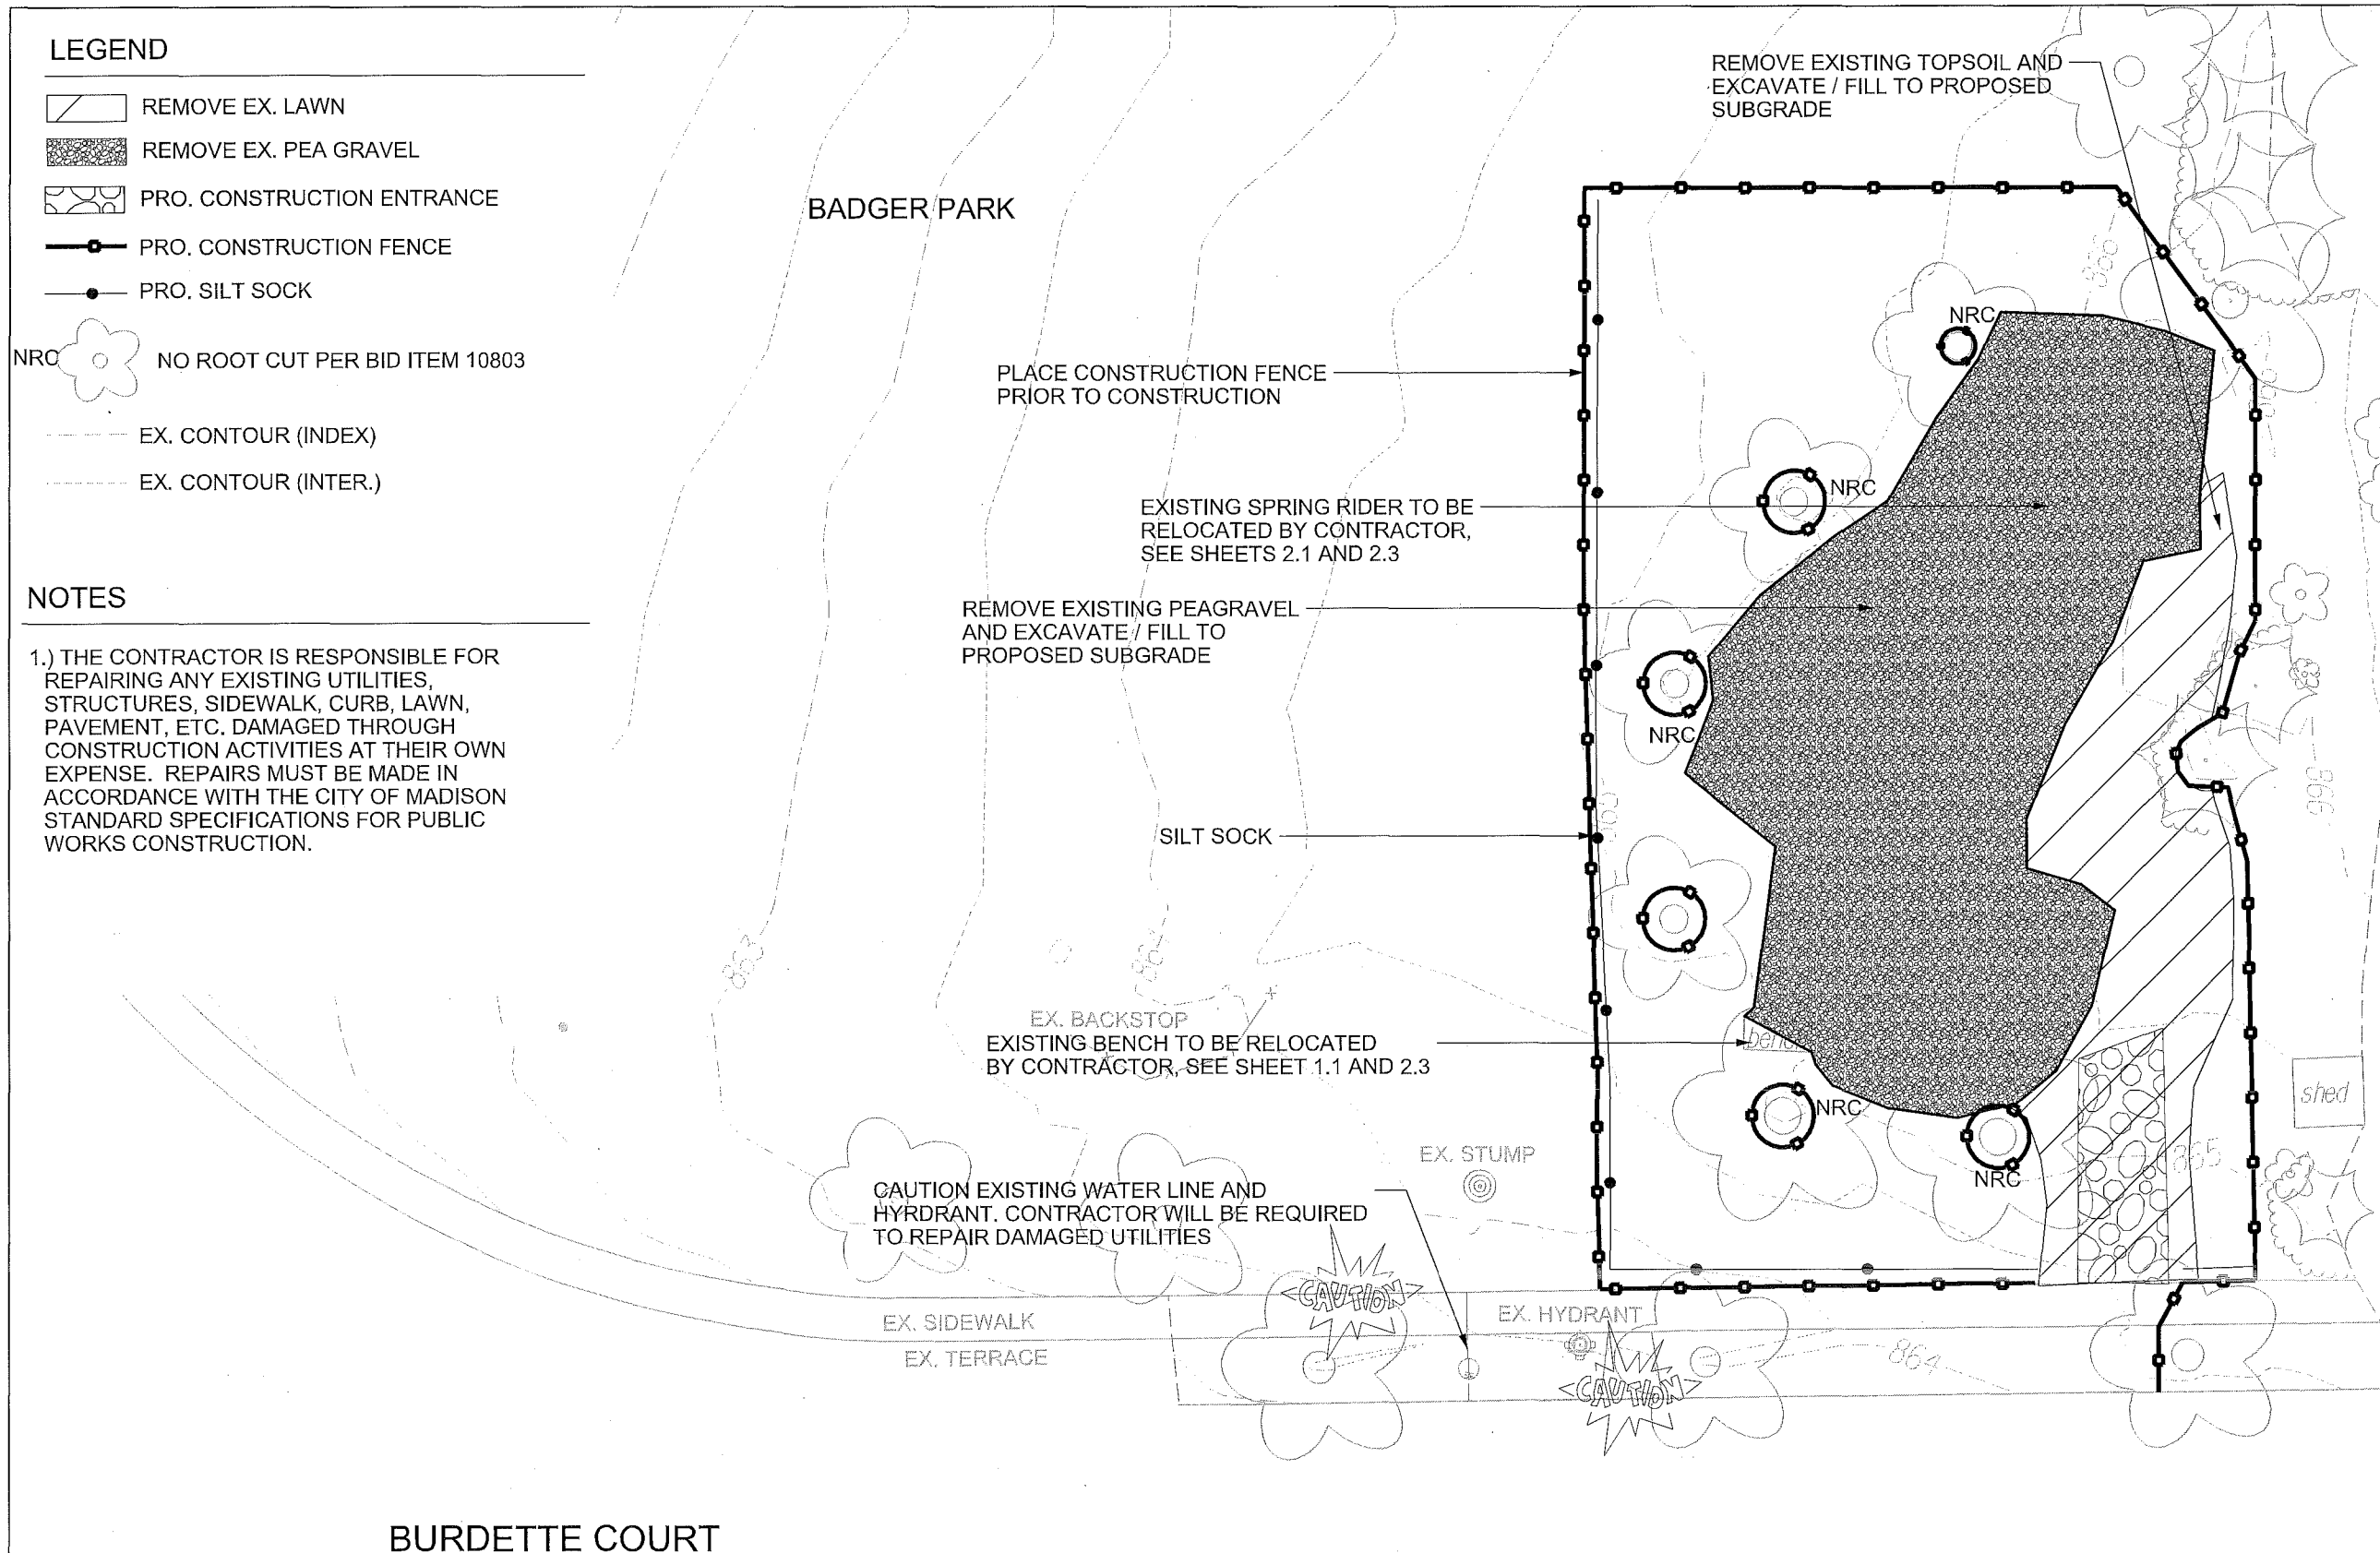 LEGEND
REMOVE EX. LAWN
REMOVE EX. PEA GRAVEL
PRO. CONSTRUCTION ENTRANCE
PRO. CONSTRUCTION FENCE
PRO. SILT SOCK
NRC
NO ROOT CUT PER BID ITEM 10803
EX. CONTOUR (INDEX)
EX. CONTOUR (INTER.)
NOTES
1.) THE CONTRACTOR IS RESPONSIBLE FOR
REPAIRING ANY EXISTING UTILITIES,
STRUCTURES, SIDEWALK, CURB, LAWN,
PAVEMENT, ETC. DAMAGED THROUGH
CONSTRUCTION ACTIVITIES AT THEIR OWN
EXPENSE. REPAIRS MUST BE MADE IN
ACCORDANCE WITH THE CITY OF MADISON
STANDARD SPECIFICATIONS FOR PUBLIC
WORKS CONSTRUCTION.
BADGER PARK
REMOVE EXISTING TOPSOIL AND
EXCAVATE / FILL TO PROPOSED
SUBGRADE
PLACE CONSTRUCTION FENCE
PRIOR TO CONSTRUCTION
EXISTING SPRING RIDER TO BE
RELOCATED BY CONTRACTOR,
SEE SHEETS 2.1 AND 2.3
REMOVE EXISTING PEAGRAVEL
AND EXCAVATE / FILL TO
PROPOSED SUBGRADE
SILT SOCK
EX. BACKSTOP
EXISTING BENCH TO BE RELOCATED
BY CONTRACTOR, SEE SHEET 1.1 AND 2.3
EX. STUMP
CAUTION EXISTING WATER LINE AND
HYRDRANT. CONTRACTOR WILL BE REQUIRED
TO REPAIR DAMAGED UTILITIES
CAUTION
CAUTION
EX. HYDRANT
EX. SIDEWALK
EX. TERRACE
NRC
NRC
NRC
NRC
NRC
shed
866
865
864
863
BURDETTE COURT